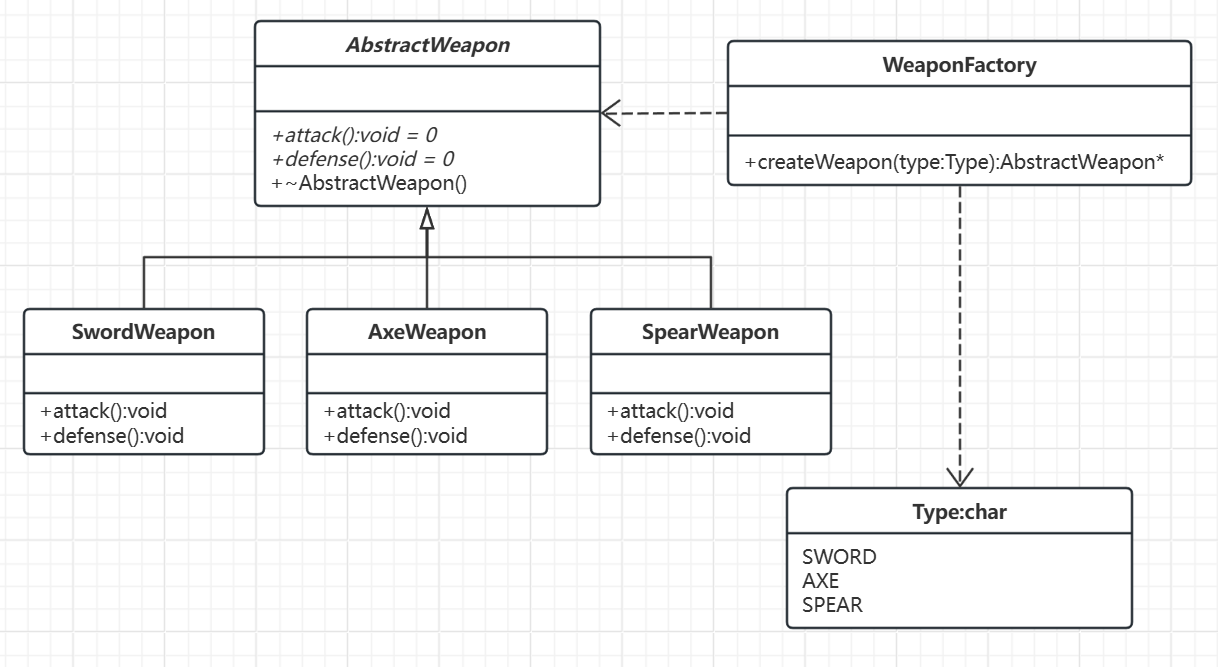 AbstractWeapon
+attack():void = 0
+defense():void = 0
+~AbstractWeapon()
WeaponFactory
+createWeapon(type:Type):AbstractWeapon*
SwordWeapon
+attack():void
+defense():void
AxeWeapon
+attack():void
+defense():void
SpearWeapon
+attack():void
+defense():void
Type:char
SWORD
AXE
SPEAR